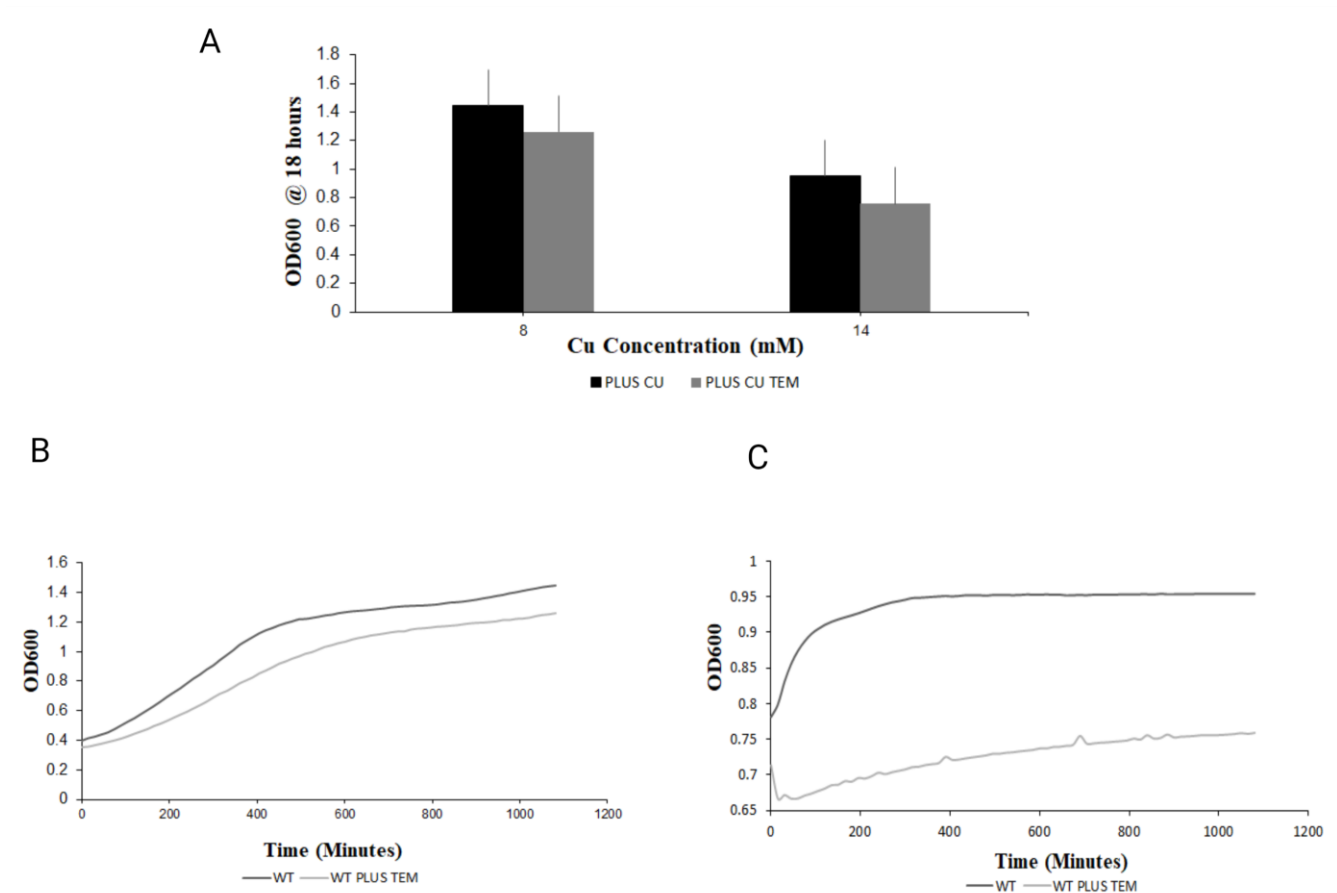 A
OD600 @ 18 hours
1.8
1.6
1.4
1.2
1
0.8
0.6
0.4
0.2
0
8
14
Cu Concentration (mM)
PLUS CU
PLUS CU TEM
B
OD600
1.6
1.4
1.2
1
0.8
0.6
0.4
0.2
0
0 200 400 600 800 1000 1200
Time (Minutes)
WT
WT PLUS TEM
C
OD600
1
0.95
0.9
0.85
0.8
0.75
0.7
0.65
0 200 400 600 800 1000 1200
Time (Minutes)
WT
WT PLUS TEM